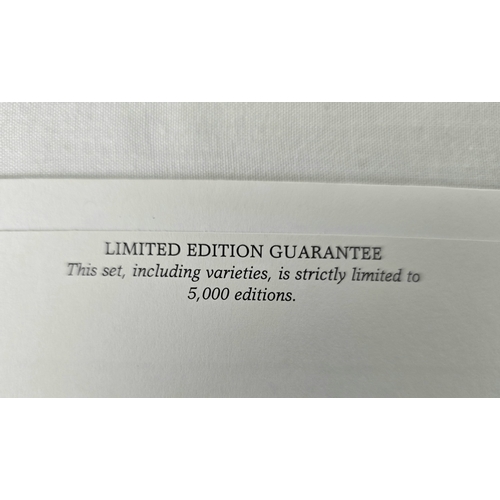 LIMITED EDITION GUARANTEE
This set, including varieties, is strictly limited to
5,000 editions.